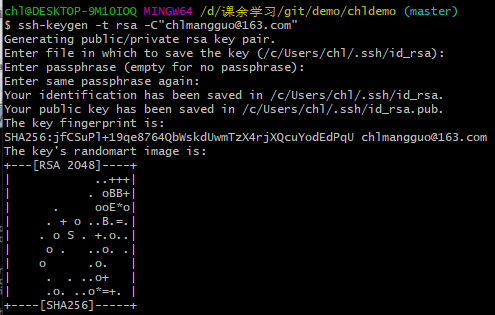 chl@DESKTOP-9M10IOQ MINGW64 /d/课余学习/git/demo/chldemo (master)
$ ssh-keygen -t rsa -C"chlmangguo@163.com"
Generating public/private rsa key pair.
Enter file in which to save the key (/c/Users/chl/.ssh/id_rsa):
Enter passphrase (empty for no passphrase):
Enter same passphrase again:
Your identification has been saved in /c/Users/chl/.ssh/id_rsa.
Your public key has been saved in /c/Users/chl/.ssh/id_rsa.pub.
The key fingerprint is:
SHA256:jfCSuPl+19qe8764QbWskdUwmTzX4rjXQcuYodEdPqU chlmangguo@163.com
The key's randomart image is:
+---[RSA 2048]----+
|            ..+++|
|           . oBB+|
|      .     ooE*o|
|     . + o ..B.=.|
|    . o S . +.o..|
|     o .   ..o. .|
|    o      .o.   |
|     .  . ..o+   |
|     .o. ..o*=+. |
+----[SHA256]-----+